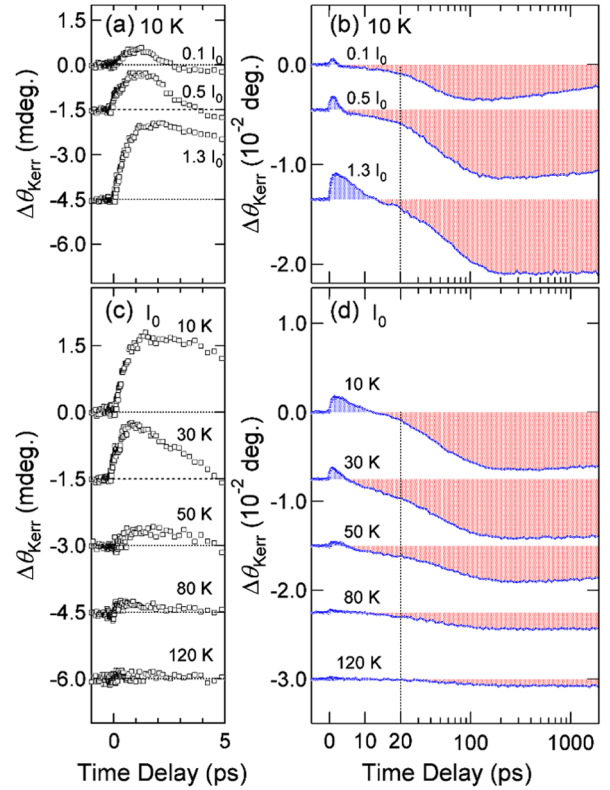 (a) 10 K
0.0
-1.5
-3.0
-4.5
-6.0
ΔθKerr (mdeg.)
0.1 I₀
0.5 I₀
1.3 I₀
(b) 10 K
0.0
-1.0
-2.0
ΔθKerr (10⁻² deg.)
0.1 I₀
0.5 I₀
1.3 I₀
(c) I₀
1.5
0.0
-1.5
-3.0
-4.5
-6.0
ΔθKerr (mdeg.)
10 K
30 K
50 K
80 K
120 K
0 5
Time Delay (ps)
(d) I₀
1.0
0.0
-1.0
-2.0
-3.0
ΔθKerr (10⁻² deg.)
10 K
30 K
50 K
80 K
120 K
0 10 20 100 1000
Time Delay (ps)